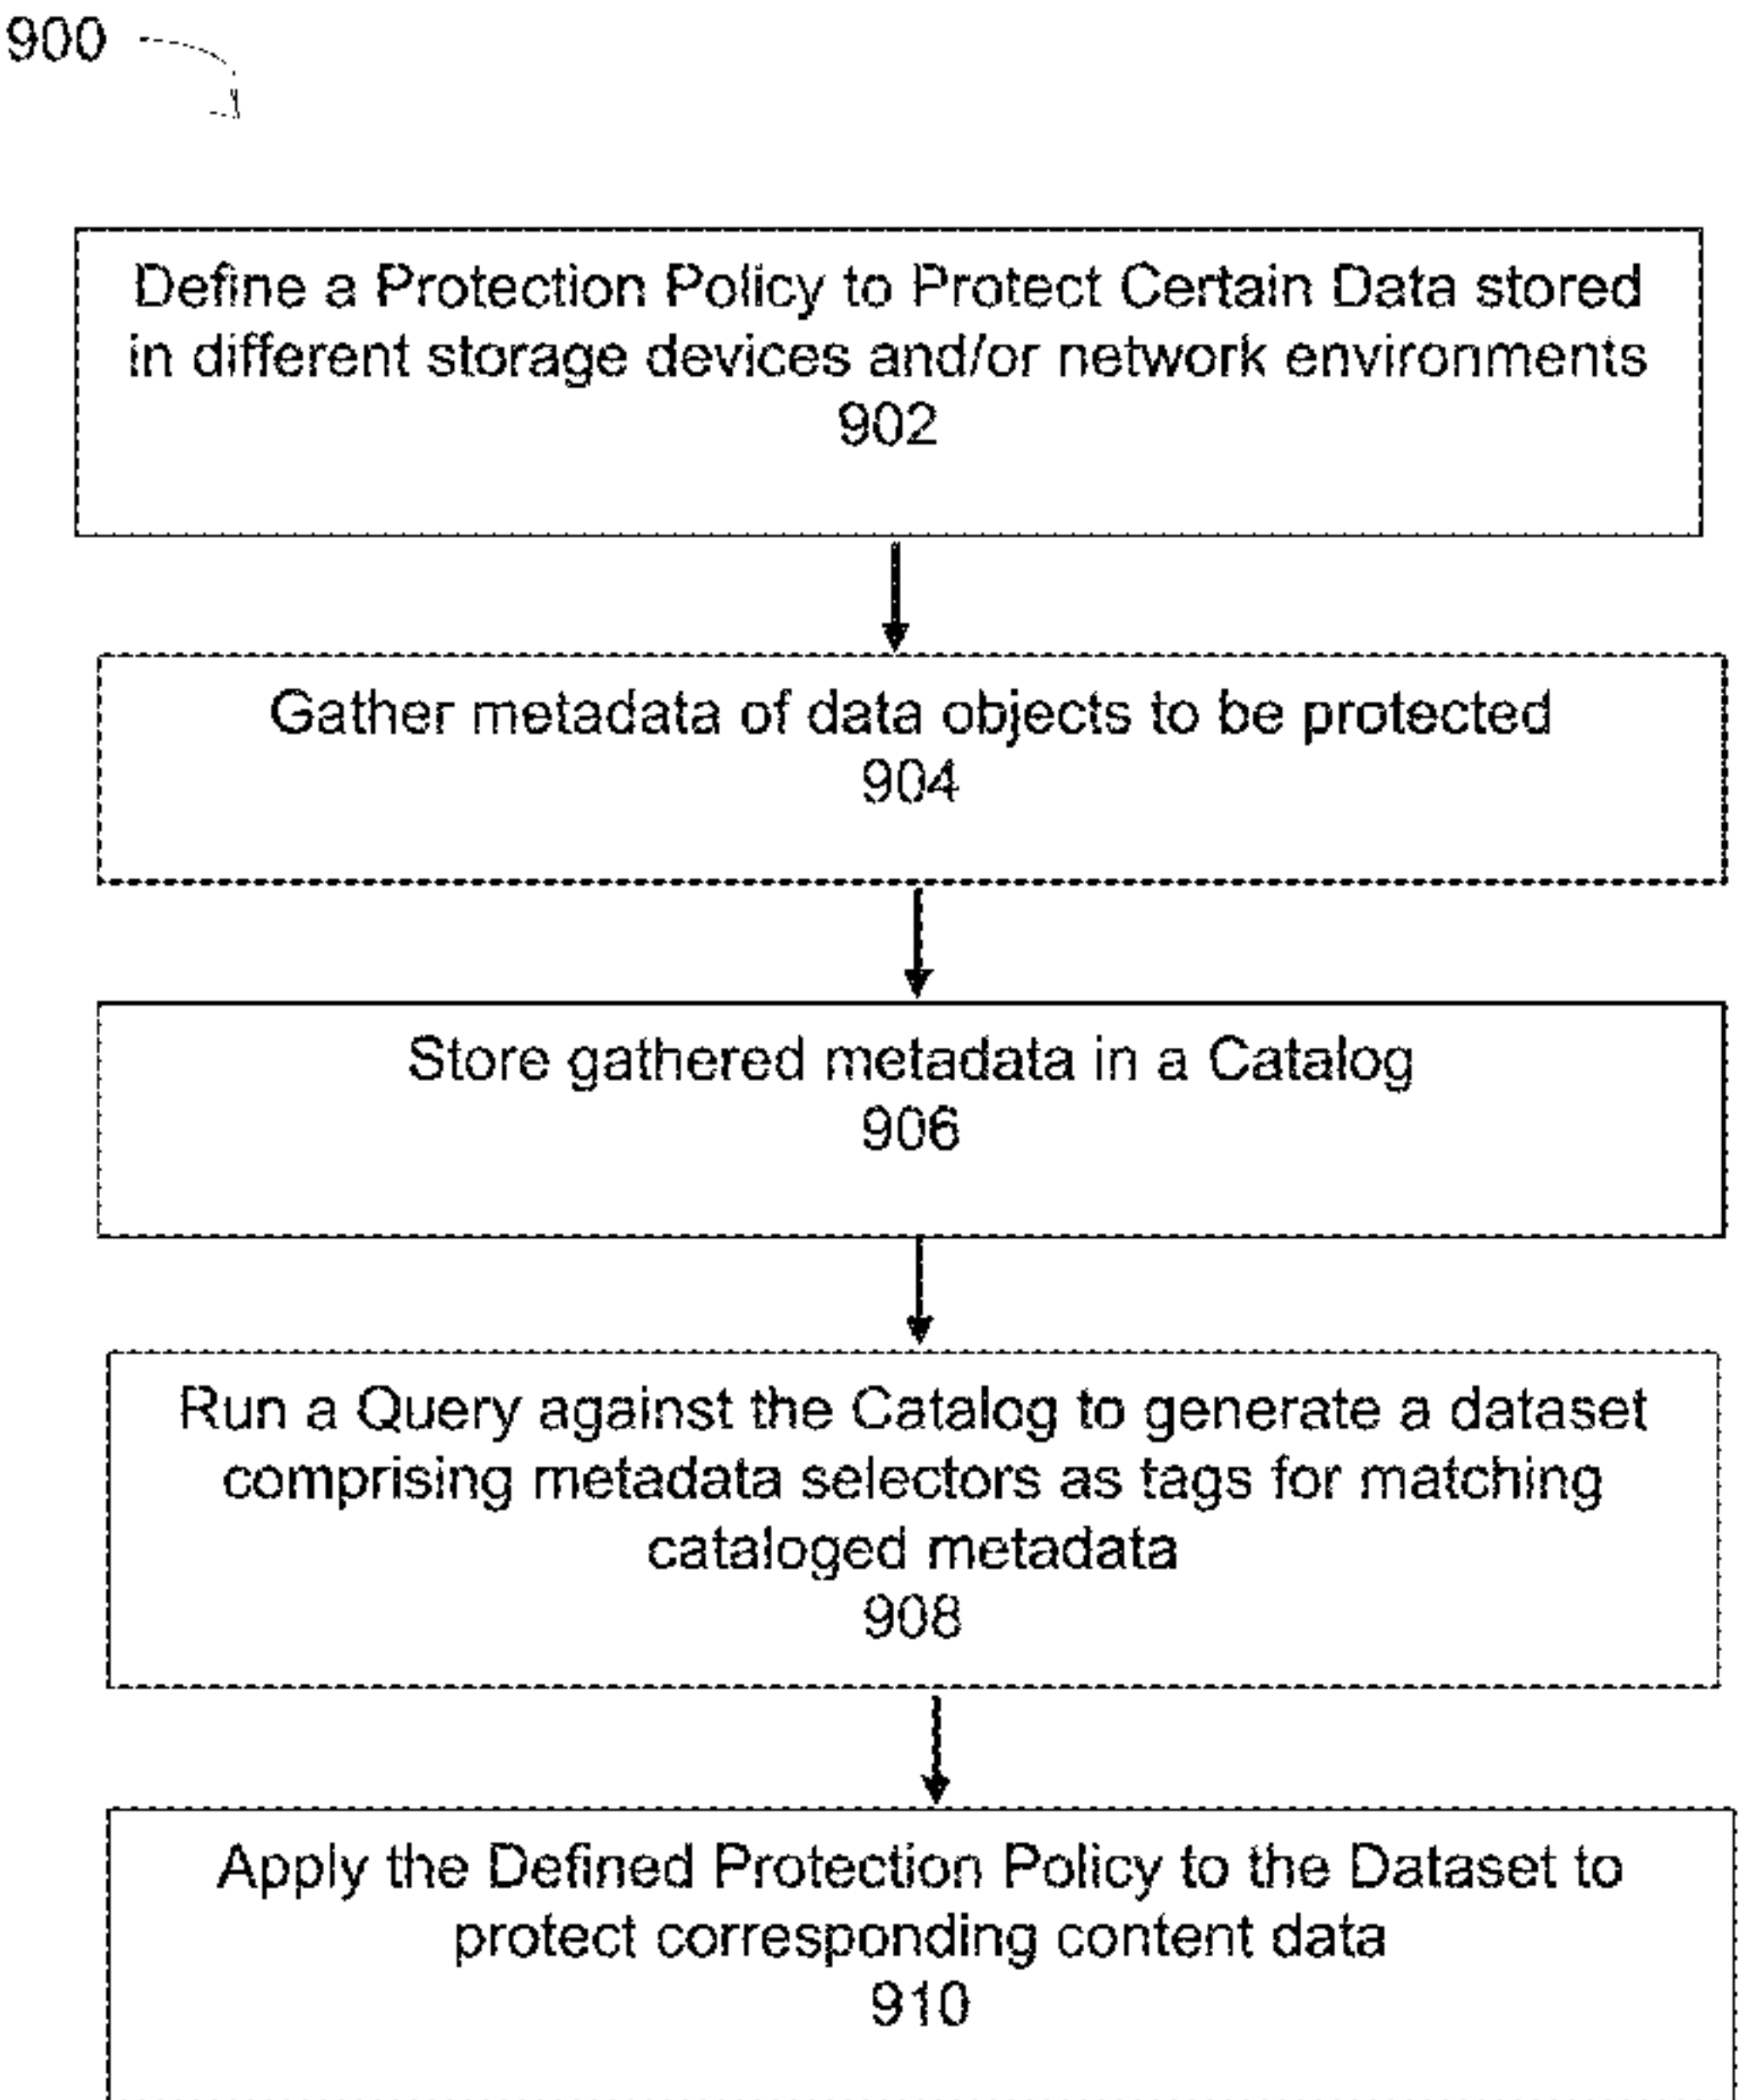 900
Define a Protection Policy to Protect Certain Data stored
in different storage devices and/or network environments
902
Gather metadata of data objects to be protected
904
Store gathered metadata in a Catalog
906
Run a Query against the Catalog to generate a dataset
comprising metadata selectors as tags for matching
cataloged metadata
908
Apply the Defined Protection Policy to the Dataset to
protect corresponding content data
910